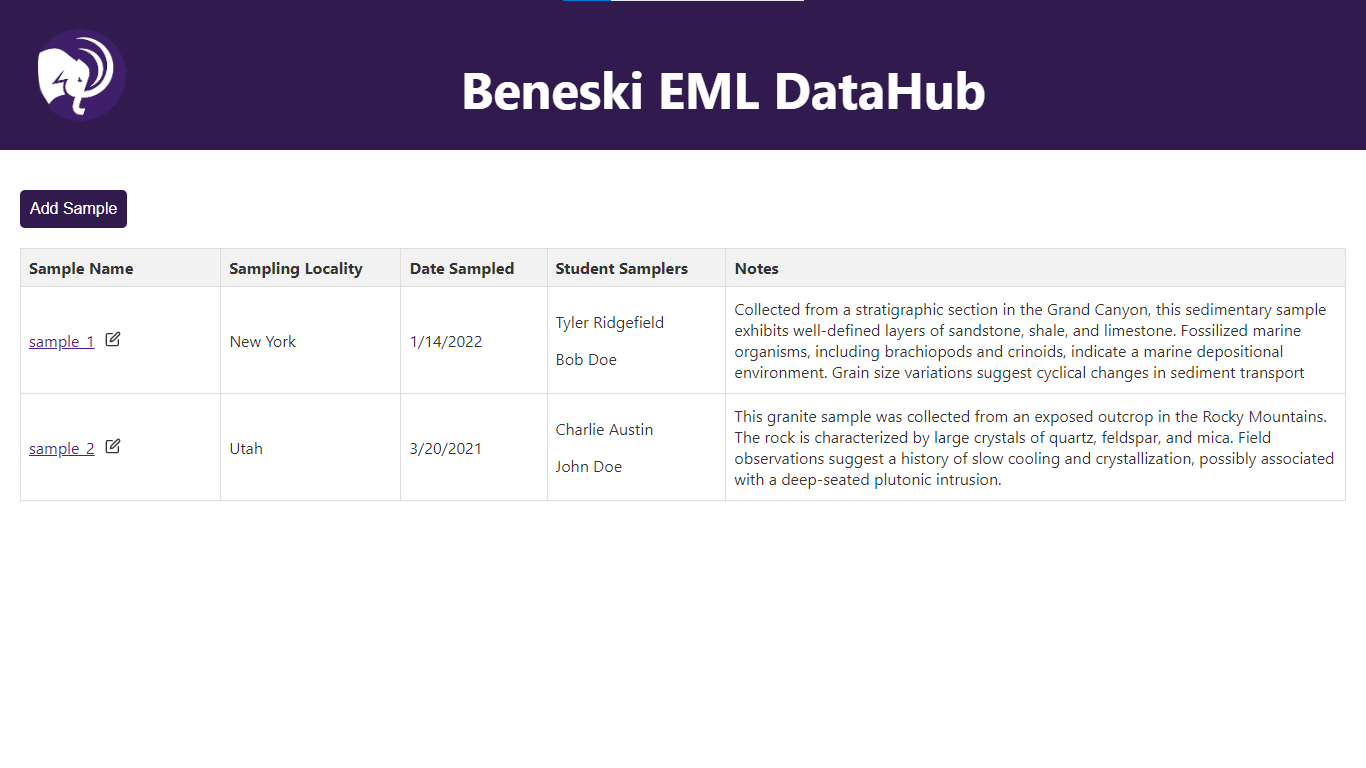 Beneski EML DataHub
Add Sample
Sample Name Sampling Locality Date Sampled Student Samplers Notes
sample_1 New York 1/14/2022
Tyler Ridgefield
Bob Doe
Collected from a stratigraphic section in the Grand Canyon, this sedimentary sample
exhibits well-defined layers of sandstone, shale, and limestone. Fossilized marine
organisms, including brachiopods and crinoids, indicate a marine depositional
environment. Grain size variations suggest cyclical changes in sediment transport
sample_2 Utah 3/20/2021
Charlie Austin
John Doe
This granite sample was collected from an exposed outcrop in the Rocky Mountains.
The rock is characterized by large crystals of quartz, feldspar, and mica. Field
observations suggest a history of slow cooling and crystallization, possibly associated
with a deep-seated plutonic intrusion.